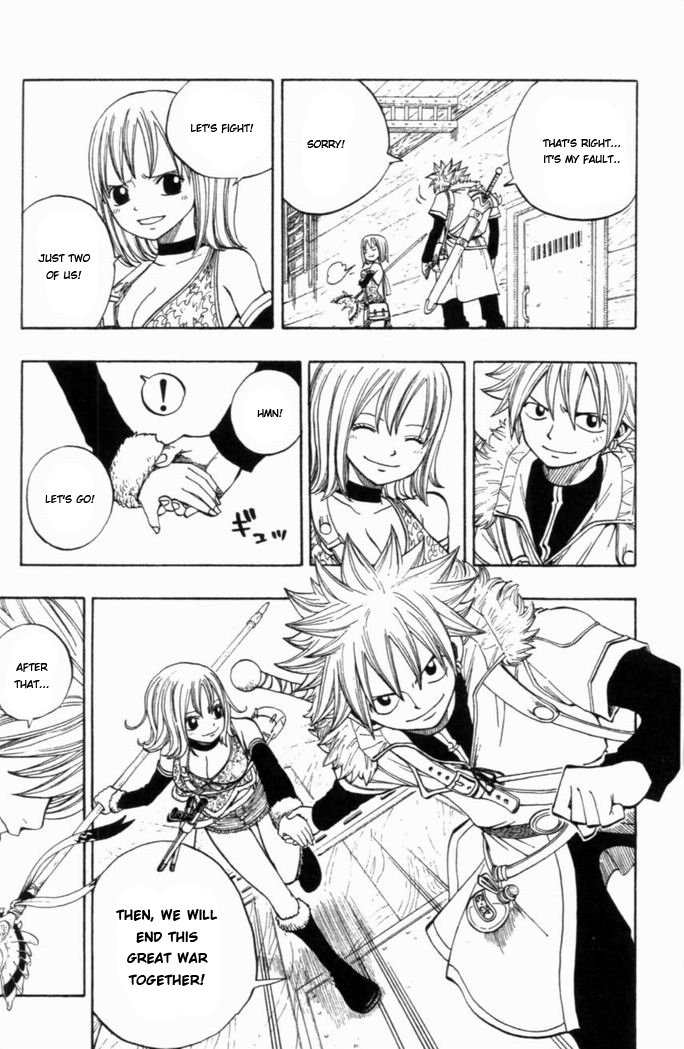 THAT'S RIGHT...
IT'S MY FAULT..
SORRY!
LET'S FIGHT!
JUST TWO
OF US!
HMN!
!
LET'S GO!
ギュッ
THEN, WE WILL
END THIS
GREAT WAR
TOGETHER!
AFTER
THAT...